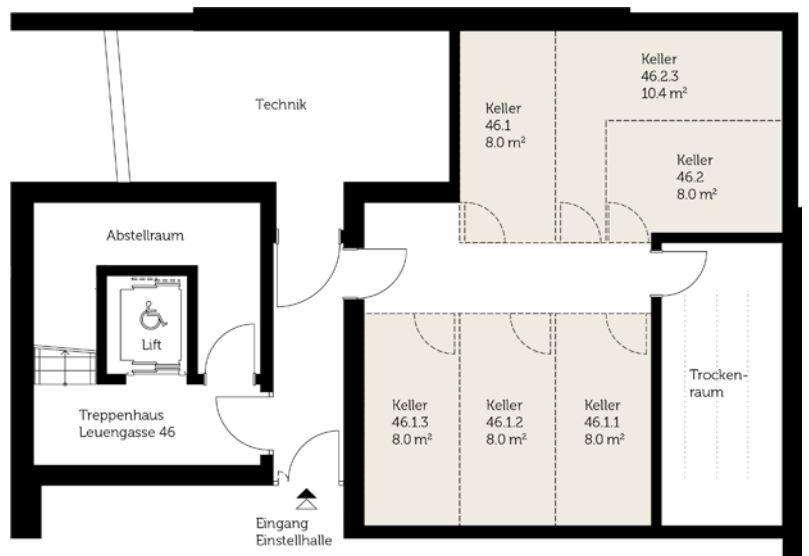 Technik
Keller
46.1
8.0 m²
Keller
46.2.3
10.4 m²
Keller
46.2
8.0 m²
Abstellraum
Lift
Treppenhaus
Leuengasse 46
Keller
46.1.3
8.0 m²
Keller
46.1.2
8.0 m²
Keller
46.1.1
8.0 m²
Trocken-
raum
Eingang
Einstellhalle